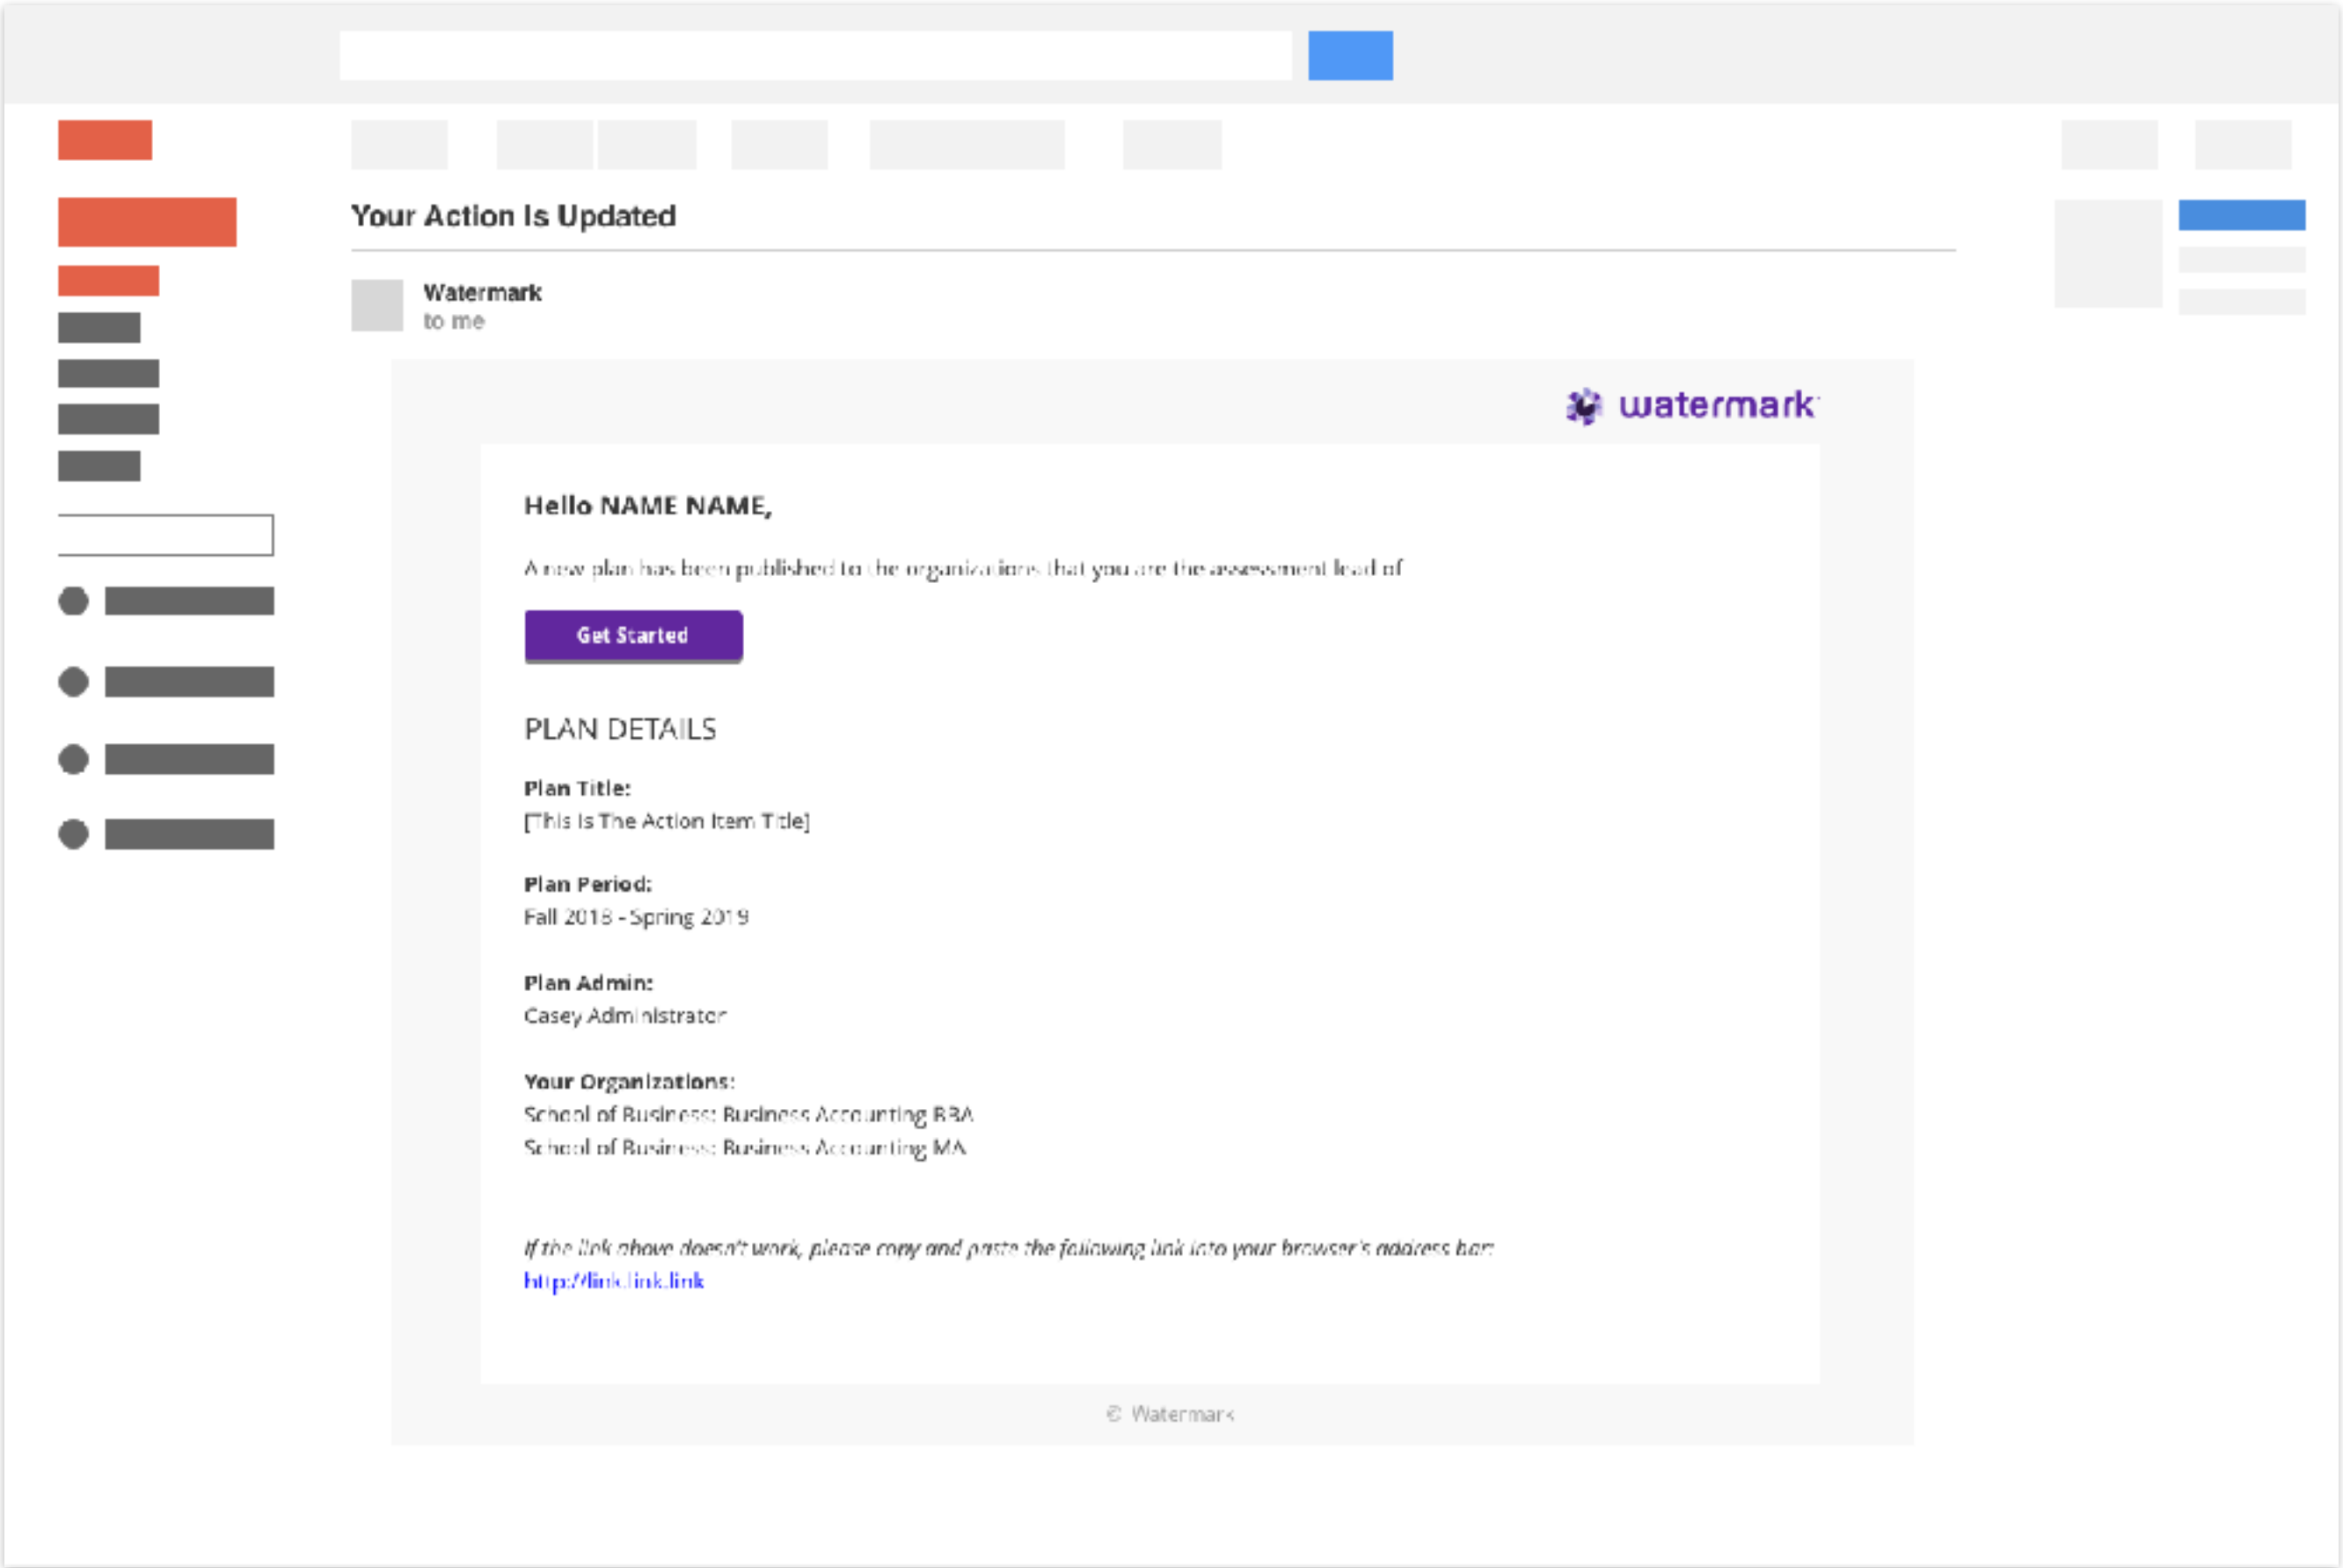 Your Action Is Updated
Watermark
to me
watermark
Hello NAME NAME,
A new plan has been published to the organizations that you are the assessment lead of
Get Started
PLAN DETAILS
Plan Title:
[This Is The Action Item Title]
Plan Period:
Fall 2018 - Spring 2019
Plan Admin:
Casey Administrator
Your Organizations:
School of Business: Business Accounting BBA
School of Business: Business Accounting MA
If the link above doesn't work, please copy and paste the following link into your browser's address bar:
http://link.link.link
© Watermark